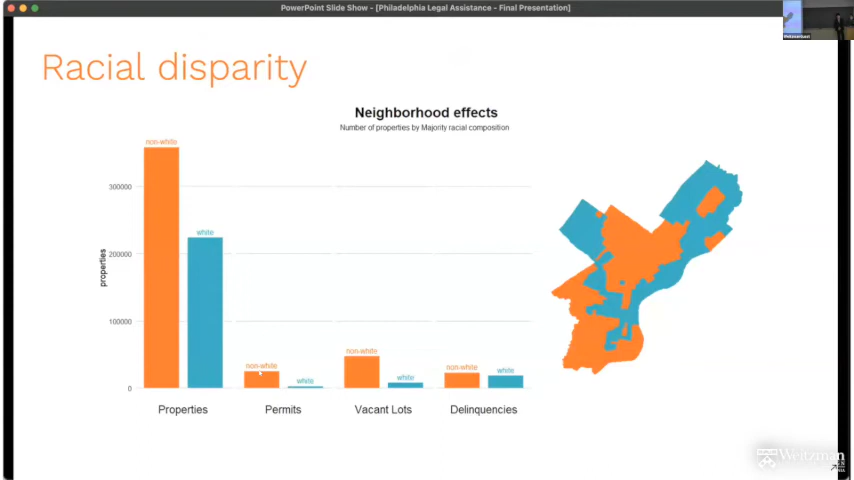 PowerPoint Slide Show - [Philadelphia Legal Assistance - Final Presentation]
Racial disparity
Neighborhood effects
Number of properties by Majority racial composition
properties
300000
200000
100000
0
non-white
white
non-white
white
non-white
white
non-white
white
Properties
Permits
Vacant Lots
Delinquencies
Weitzman